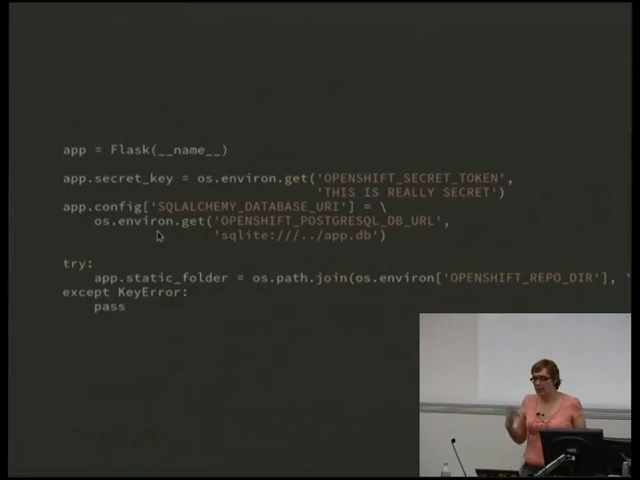 app = Flask(__name__)
app.secret_key = os.environ.get('OPENSHIFT_SECRET_TOKEN',
'THIS IS REALLY SECRET')
app.config['SQLALCHEMY_DATABASE_URI'] = \
os.environ.get('OPENSHIFT_POSTGRESQL_DB_URL',
'sqlite:///../app.db')
try:
app.static_folder = os.path.join(os.environ['OPENSHIFT_REPO_DIR'], '
except KeyError:
pass